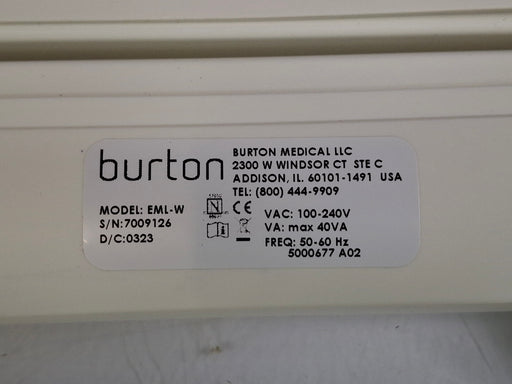 burton
BURTON MEDICAL LLC
2300 W WINDSOR CT STE C
ADDISON, IL. 60101-1491 USA
TEL: (800) 444-9909
MODEL: EML-W
S/N:7009126
D/C:0323
CE
VAC: 100-240V
VA: max 40VA
FREQ: 50-60 Hz
5000677 A02